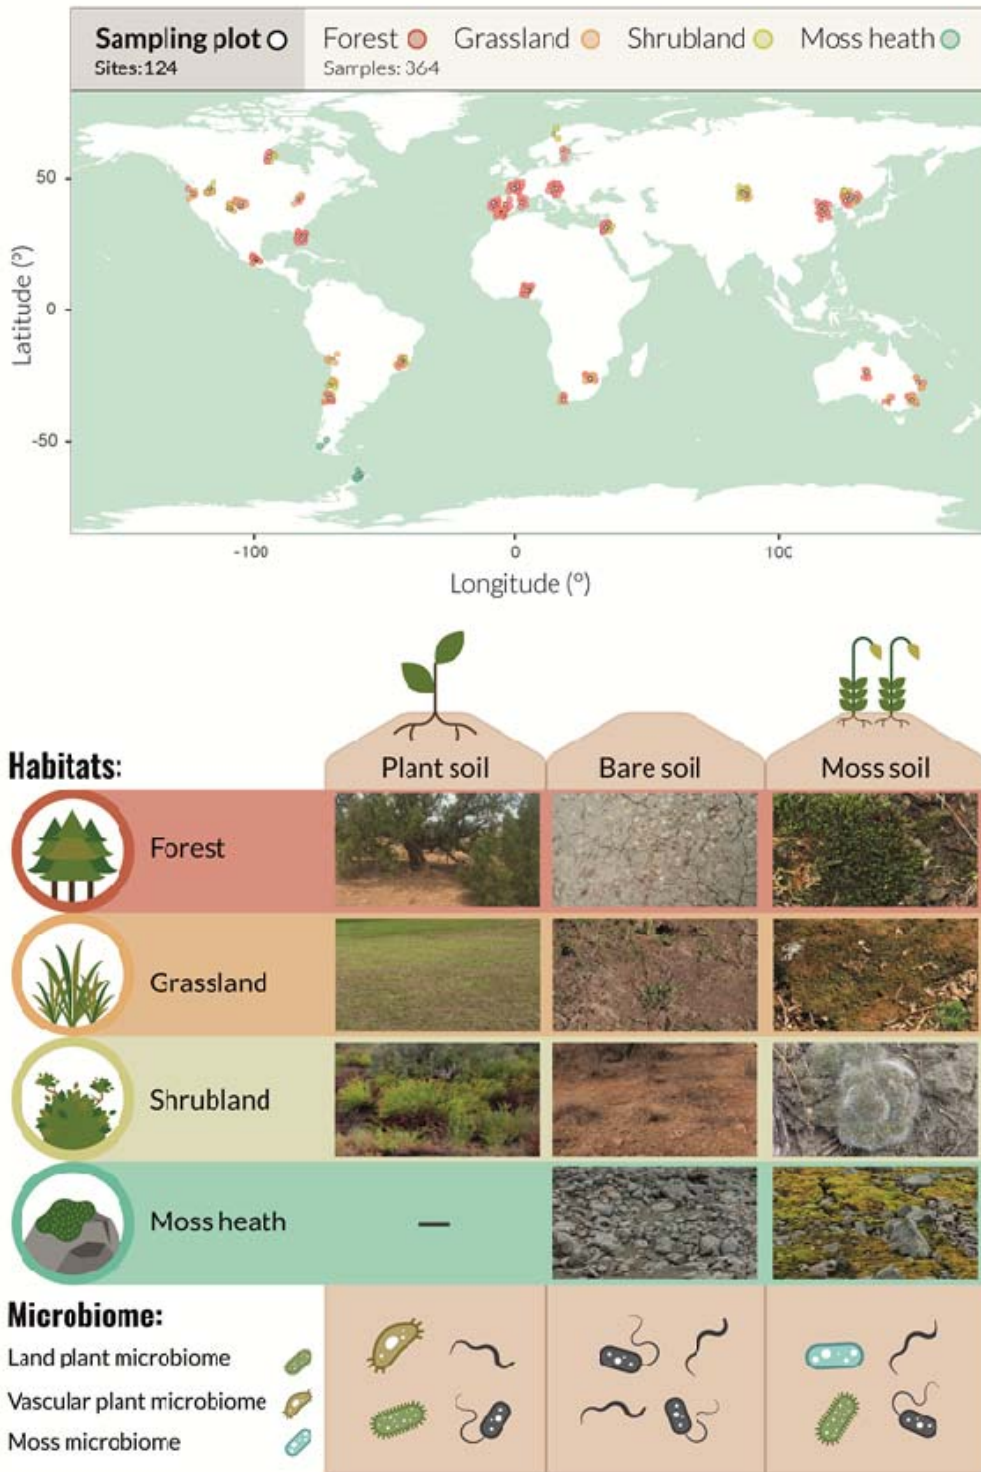 Sampling plot Forest Grassland Shrubland Moss heath
Sites:124 Samples: 364
50
0
-50
Latitude (º)
-100 0 100
Longitude (º)
Habitats: Plant soil Bare soil Moss soil
Forest
Grassland
Shrubland
Moss heath —
Microbiome:
Land plant microbiome
Vascular plant microbiome
Moss microbiome